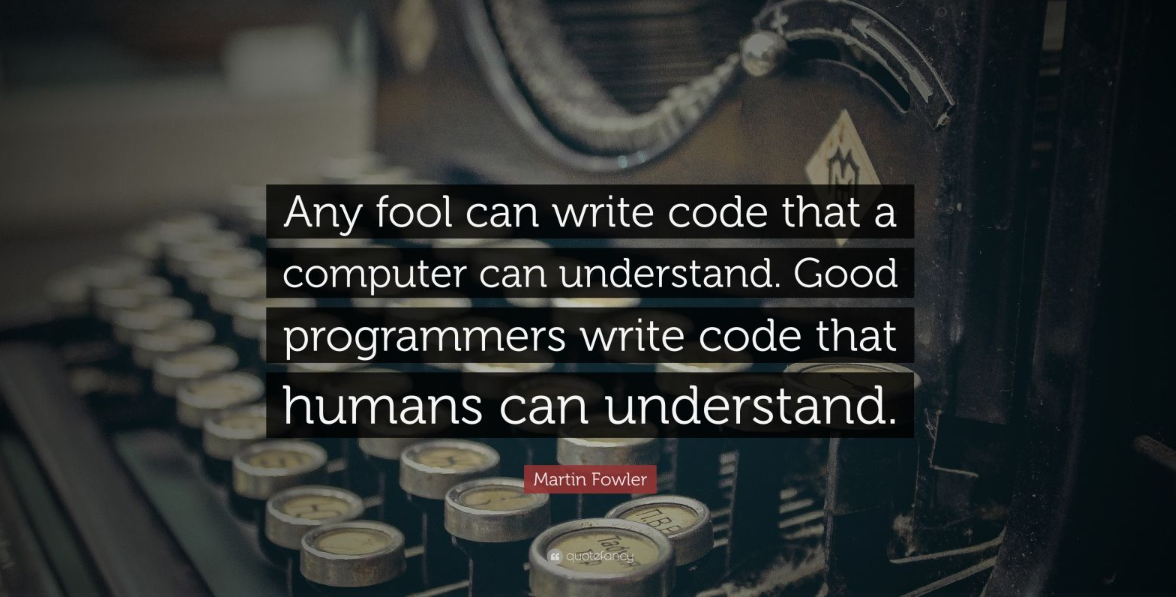 Any fool can write code that a
computer can understand. Good
programmers write code that
humans can understand.
Martin Fowler
quotefancy